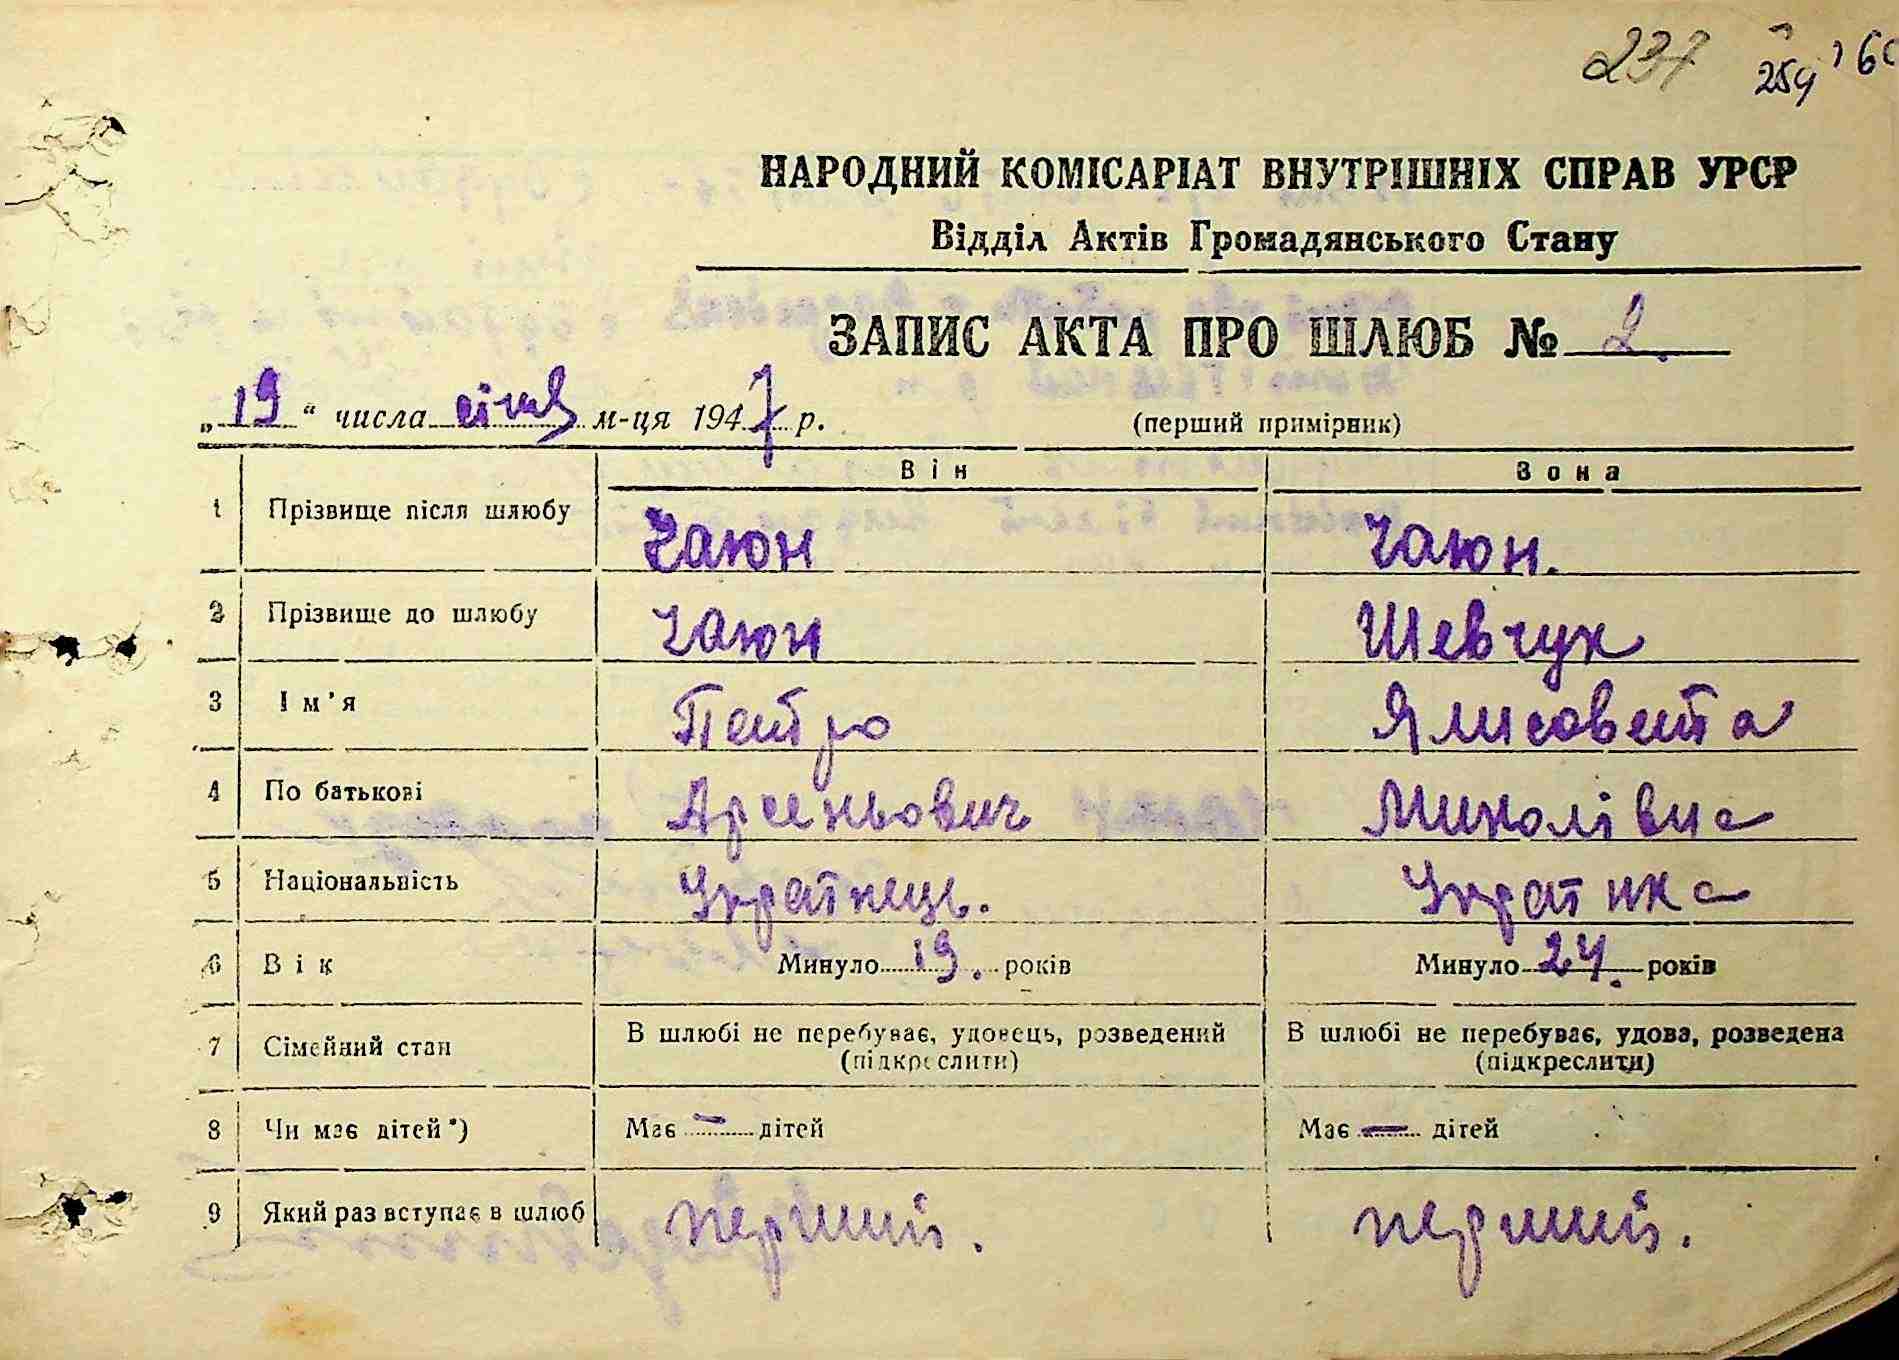 237 259
НАРОДНИЙ КОМІСАРІАТ ВНУТРІШНІХ СПРАВ УРСР
Відділ Актів Громадянського Стану
ЗАПИС АКТА ПРО ШЛЮБ № 2.
„19“ числа січня м-ця 1947 р. (перший примірник)
Він Вона
1 Прізвище після шлюбу Чаюн Чаюн.
2 Прізвище до шлюбу Чаюн Шевчук
3 Ім'я Петро Ялисовета
4 По батькові Арсеньович Миколівна
5 Національність Українець. Украінка
6 Вік Минуло 19. років Минуло 24. років
7 Сімейний стан В шлюбі не перебуває, удовець, розведений В шлюбі не перебуває, удова, розведена
(підкреслити) (підкреслити)
8 Чи має дітей*) Має — дітей Має — дітей
9 Який раз вступає в шлюб перший. перший.